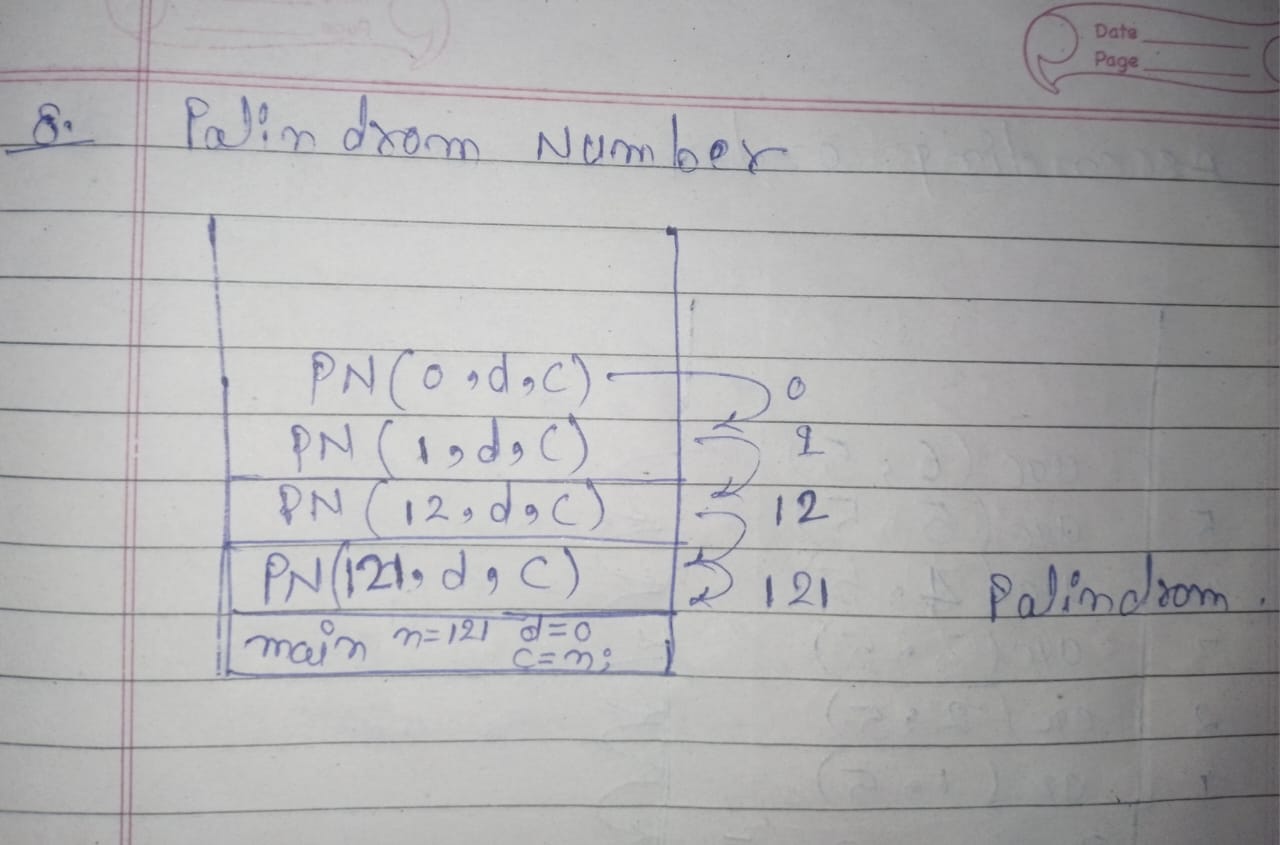 Date
Page
8. Palindrom Number
PN(0,d,C) 0
PN(1,d,C) 1
PN(12,d,C) 12
PN(121,d,C) 121 Palindrom.
main n=121 d=0
C=n;